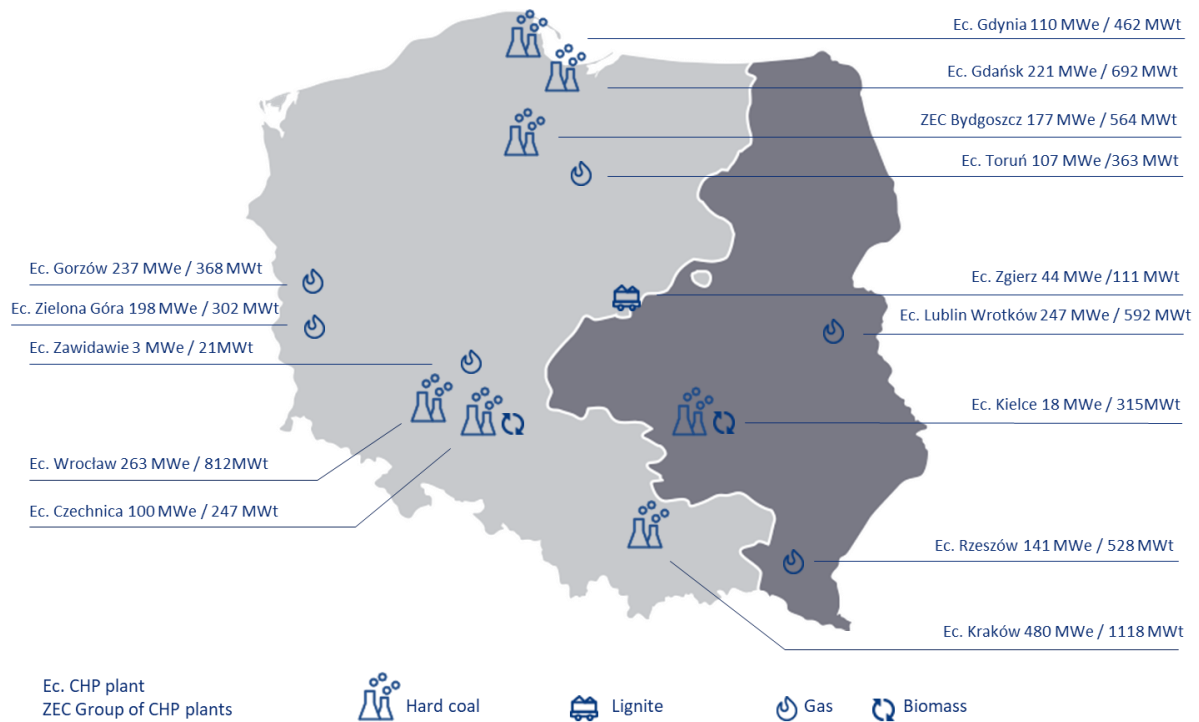 Ec. Gdynia 110 MWe / 462 MWt
Ec. Gdańsk 221 MWe / 692 MWt
ZEC Bydgoszcz 177 MWe / 564 MWt
Ec. Toruń 107 MWe /363 MWt
Ec. Gorzów 237 MWe / 368 MWt
Ec. Zgierz 44 MWe /111 MWt
Ec. Zielona Góra 198 MWe / 302 MWt
Ec. Lublin Wrotków 247 MWe / 592 MWt
Ec. Zawidawie 3 MWe / 21MWt
Ec. Kielce 18 MWe / 315MWt
Ec. Wrocław 263 MWe / 812MWt
Ec. Czechnica 100 MWe / 247 MWt
Ec. Rzeszów 141 MWe / 528 MWt
Ec. Kraków 480 MWe / 1118 MWt
Ec. CHP plant
ZEC Group of CHP plants
Hard coal
Lignite
Gas
Biomass